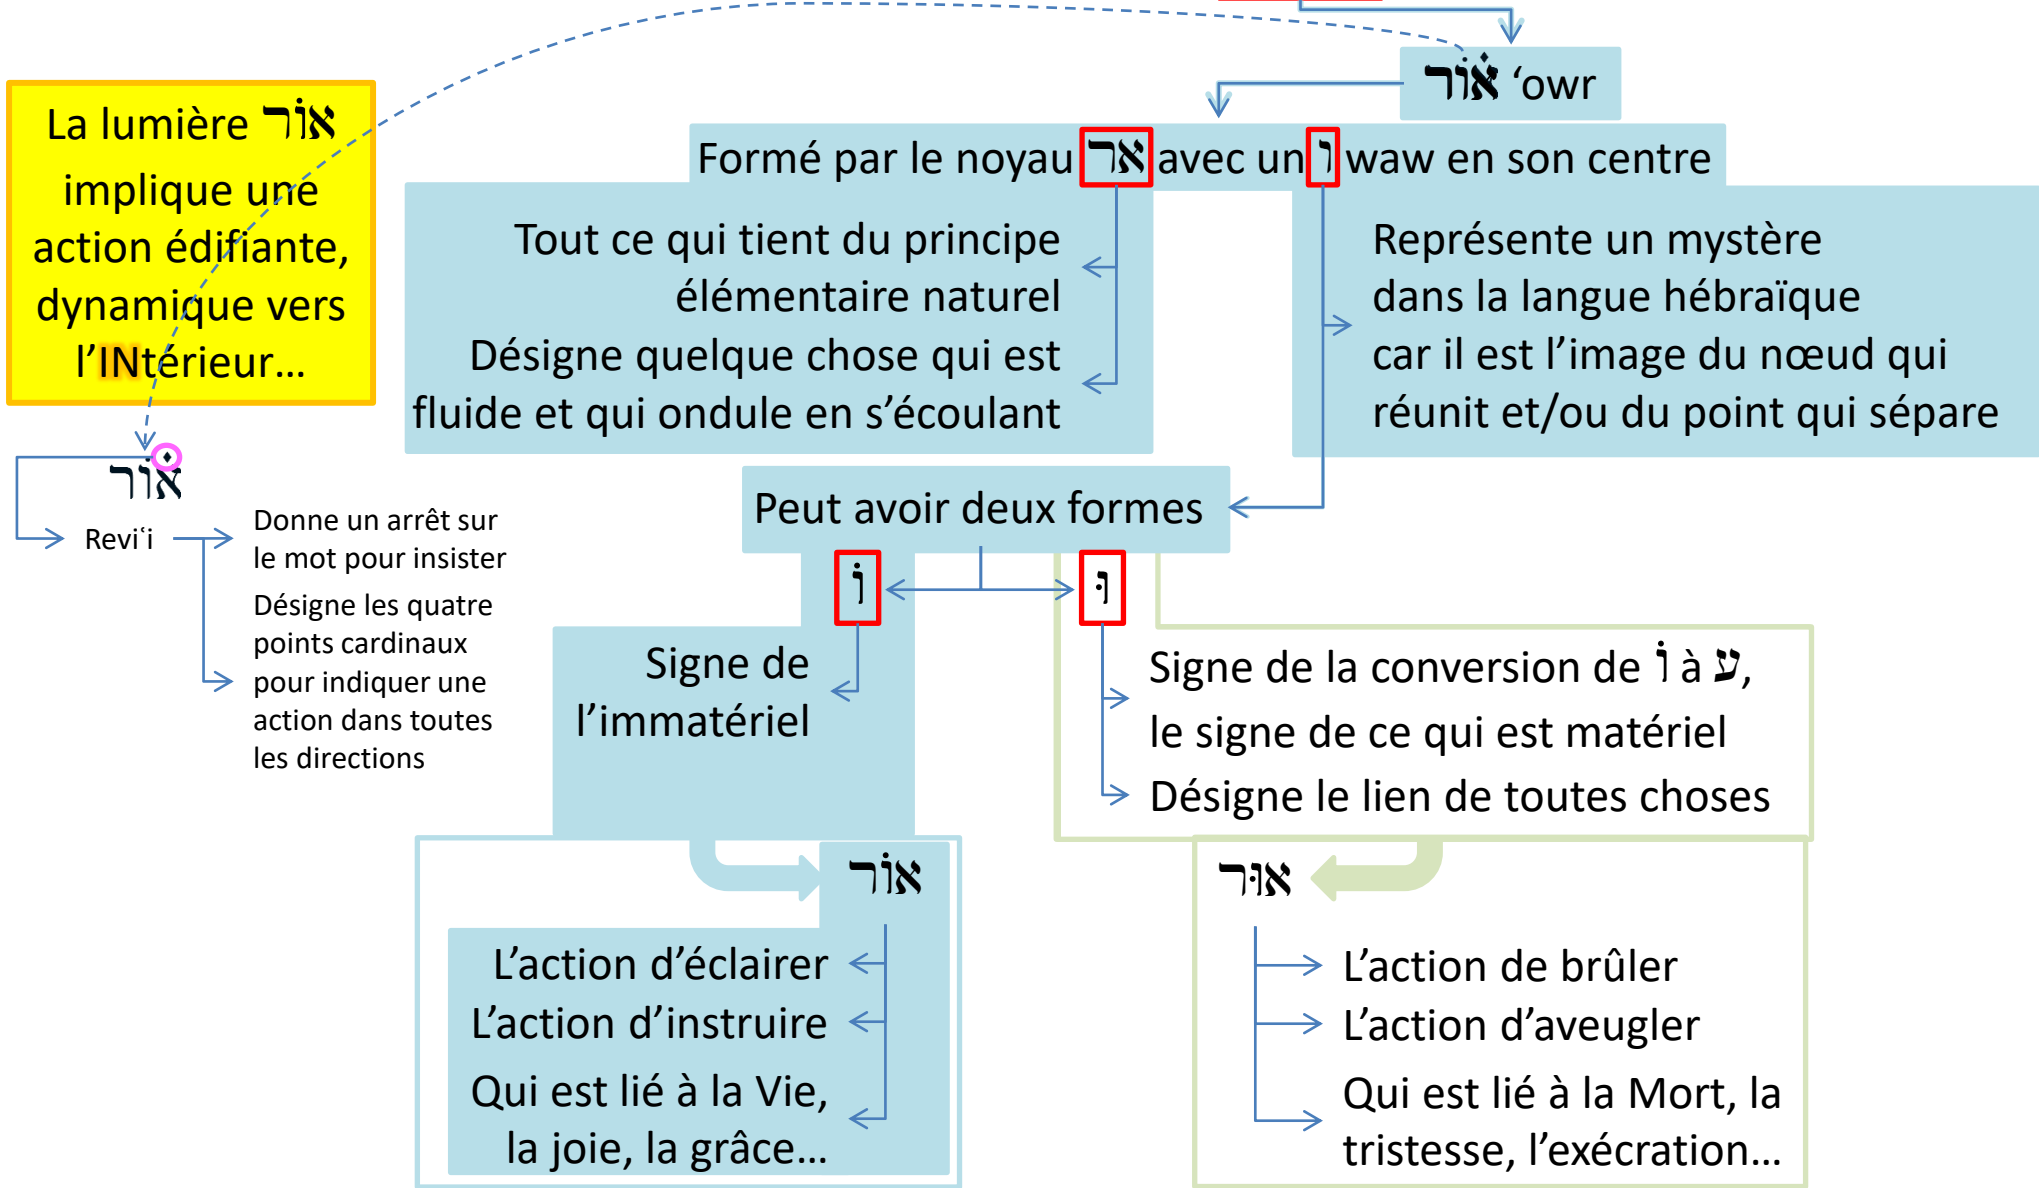 אֹ֗ור ‘owr
La lumière אוֹר
implique une
action édifiante,
dynamique vers
l’INtérieur…
Formé par le noyau אר avec un ו waw en son centre
Tout ce qui tient du principe
élémentaire naturel
Désigne quelque chose qui est
fluide et qui ondule en s’écoulant
Représente un mystère
dans la langue hébraïque
car il est l’image du nœud qui
réunit et/ou du point qui sépare
א֗וֹר
Revi‘i
Donne un arrêt sur
le mot pour insister
Désigne les quatre
points cardinaux
pour indiquer une
action dans toutes
les directions
Peut avoir deux formes
וֹ
וּ
Signe de
l’immatériel
Signe de la conversion de וֹ à ע,
le signe de ce qui est matériel
Désigne le lien de toutes choses
אוֹר
L’action d’éclairer
L’action d’instruire
Qui est lié à la Vie,
la joie, la grâce…
אוּר
L’action de brûler
L’action d’aveugler
Qui est lié à la Mort, la
tristesse, l’exécration…